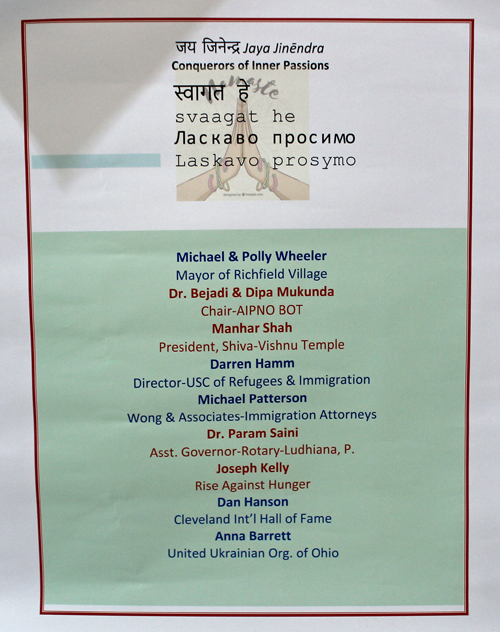 जय जिनेन्द्र Jaya Jinēndra
Conquerors of Inner Passions
namaste
स्वागत हे
svaagat he
Ласкаво просимо
Laskavo prosymo
Michael & Polly Wheeler
Mayor of Richfield Village
Dr. Bejadi & Dipa Mukunda
Chair-AIPNO BOT
Manhar Shah
President, Shiva-Vishnu Temple
Darren Hamm
Director-USC of Refugees & Immigration
Michael Patterson
Wong & Associates-Immigration Attorneys
Dr. Param Saini
Asst. Governor-Rotary-Ludhiana, P.
Joseph Kelly
Rise Against Hunger
Dan Hanson
Cleveland Int'l Hall of Fame
Anna Barrett
United Ukrainian Org. of Ohio